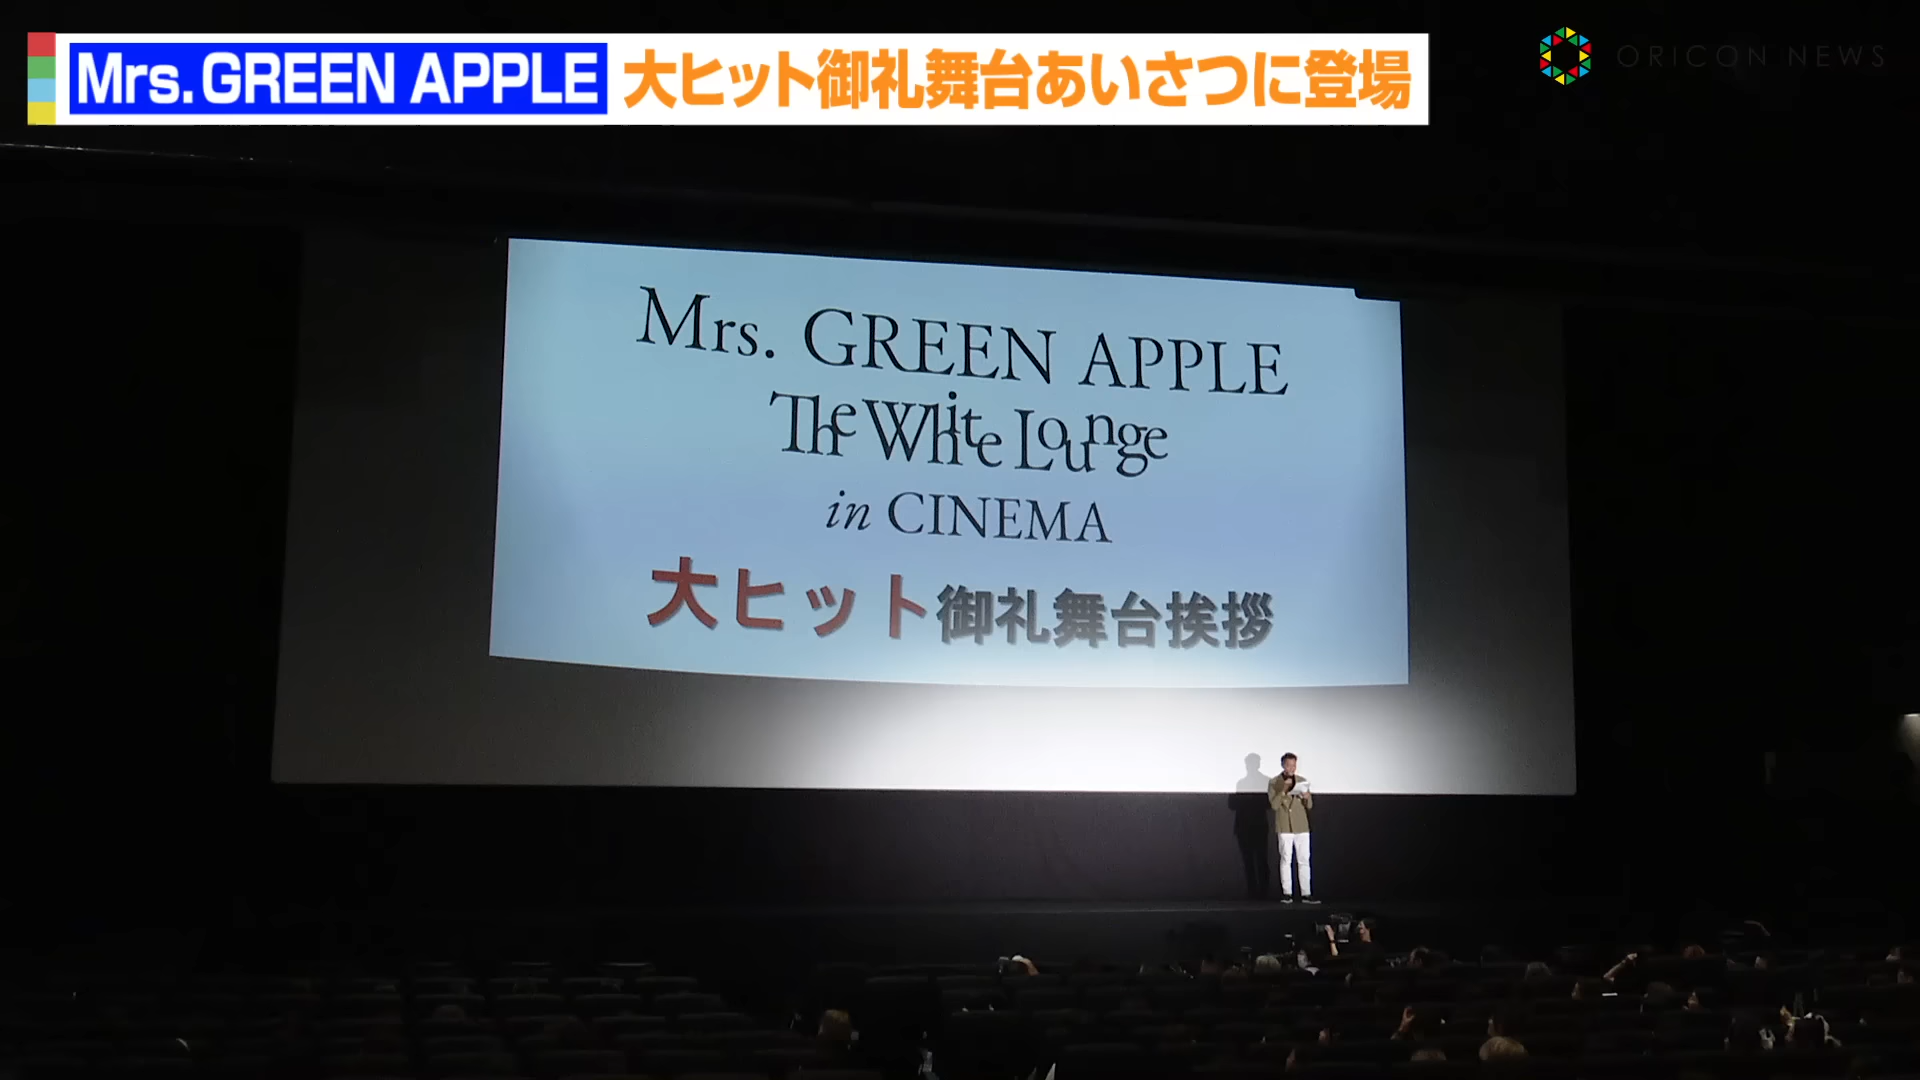 Mrs. GREEN APPLE 大ヒット御礼舞台あいさつに登場
ORICON NEWS
Mrs. GREEN APPLE
The White Lounge
in CINEMA
大ヒット御礼舞台挨拶